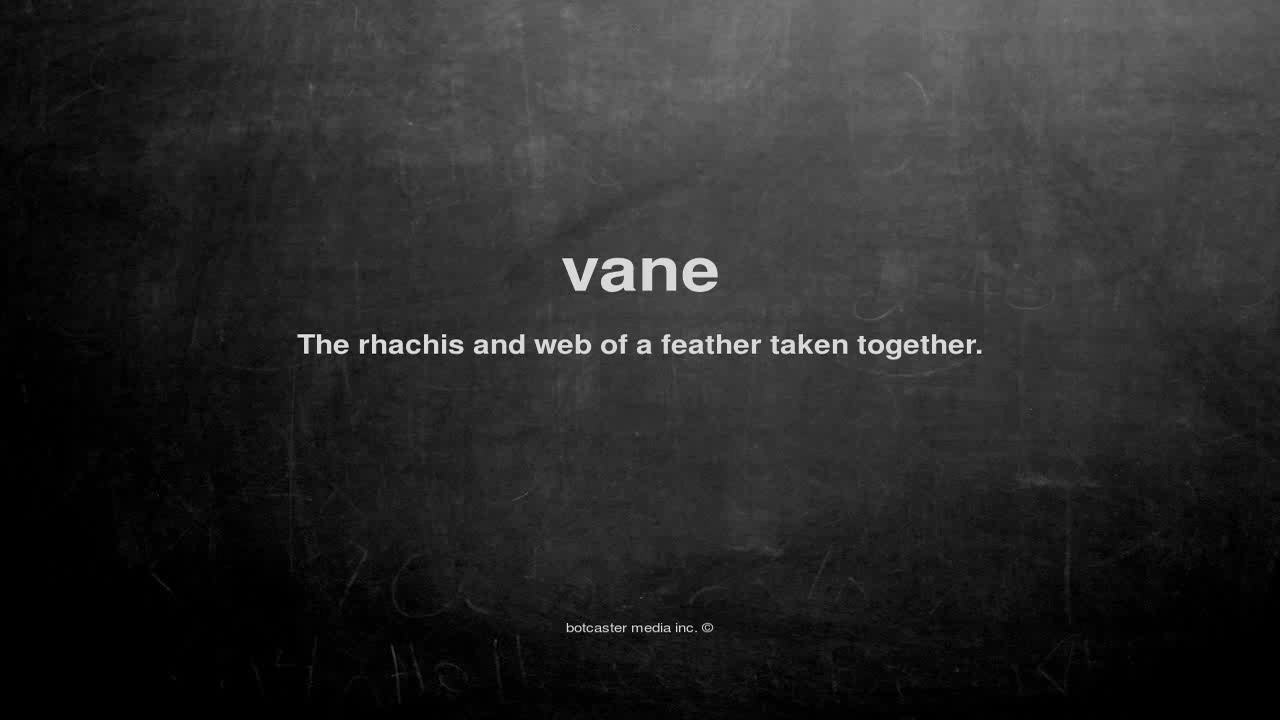 vane
The rhachis and web of a feather taken together.
botcaster media inc. ©